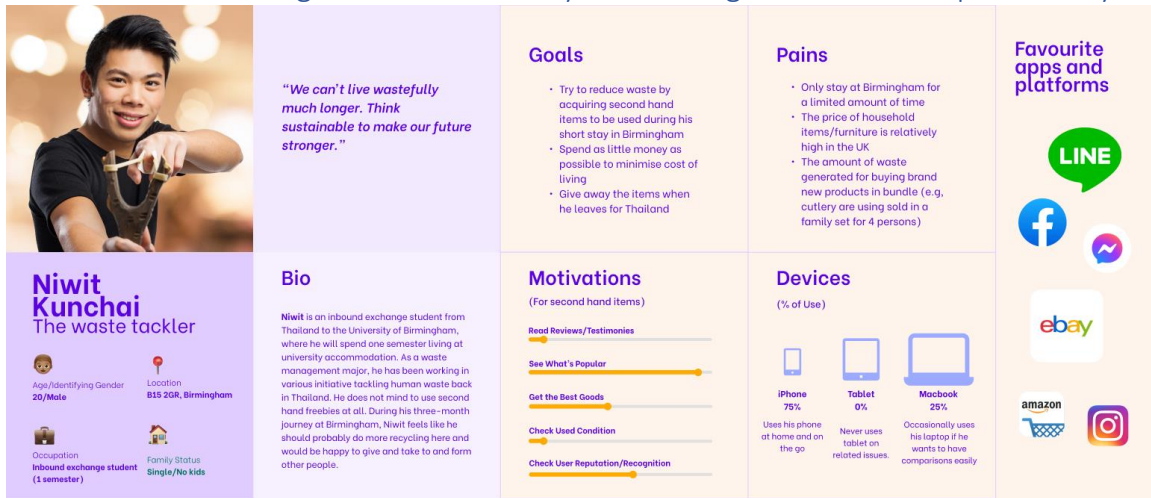 “We can’t live wastefully
much longer. Think
sustainable to make our future
stronger.”
Goals
• Try to reduce waste by
acquiring second hand
items to be used during his
short stay in Birmingham
• Spend as little money as
possible to minimise cost of
living
• Give away the items when
he leaves for Thailand
Pains
• Only stay at Birmingham for
a limited amount of time
• The price of household
items/furniture is relatively
high in the UK
• The amount of waste
generated for buying brand
new products in bundle (e.g,
cutlery are using sold in a
family set for 4 persons)
Favourite
apps and
platforms
LINE
ebay
amazon
Niwit
Kunchai
The waste tackler
Age/Identifying Gender
20/Male
Location
B15 2GR, Birmingham
Occupation
Inbound exchange student
(1 semester)
Family Status
Single/No kids
Bio
Niwit is an inbound exchange student from
Thailand to the University of Birmingham,
where he will spend one semester living at
university accommodation. As a waste
management major, he has been working in
various initiative tackling human waste back
in Thailand. He does not mind to use second
hand freebies at all. During his three-month
journey at Birmingham, Niwit feels like he
should probably do more recycling here and
would be happy to give and take to and form
other people.
Motivations
(For second hand items)
Read Reviews/Testimonies
See What’s Popular
Get the Best Goods
Check Used Condition
Check User Reputation/Recognition
Devices
(% of Use)
iPhone
75%
Uses his phone
at home and on
the go
Tablet
0%
Never uses
tablet on
related issues.
Macbook
25%
Occasionally uses
his laptop if he
wants to have
comparisons easily